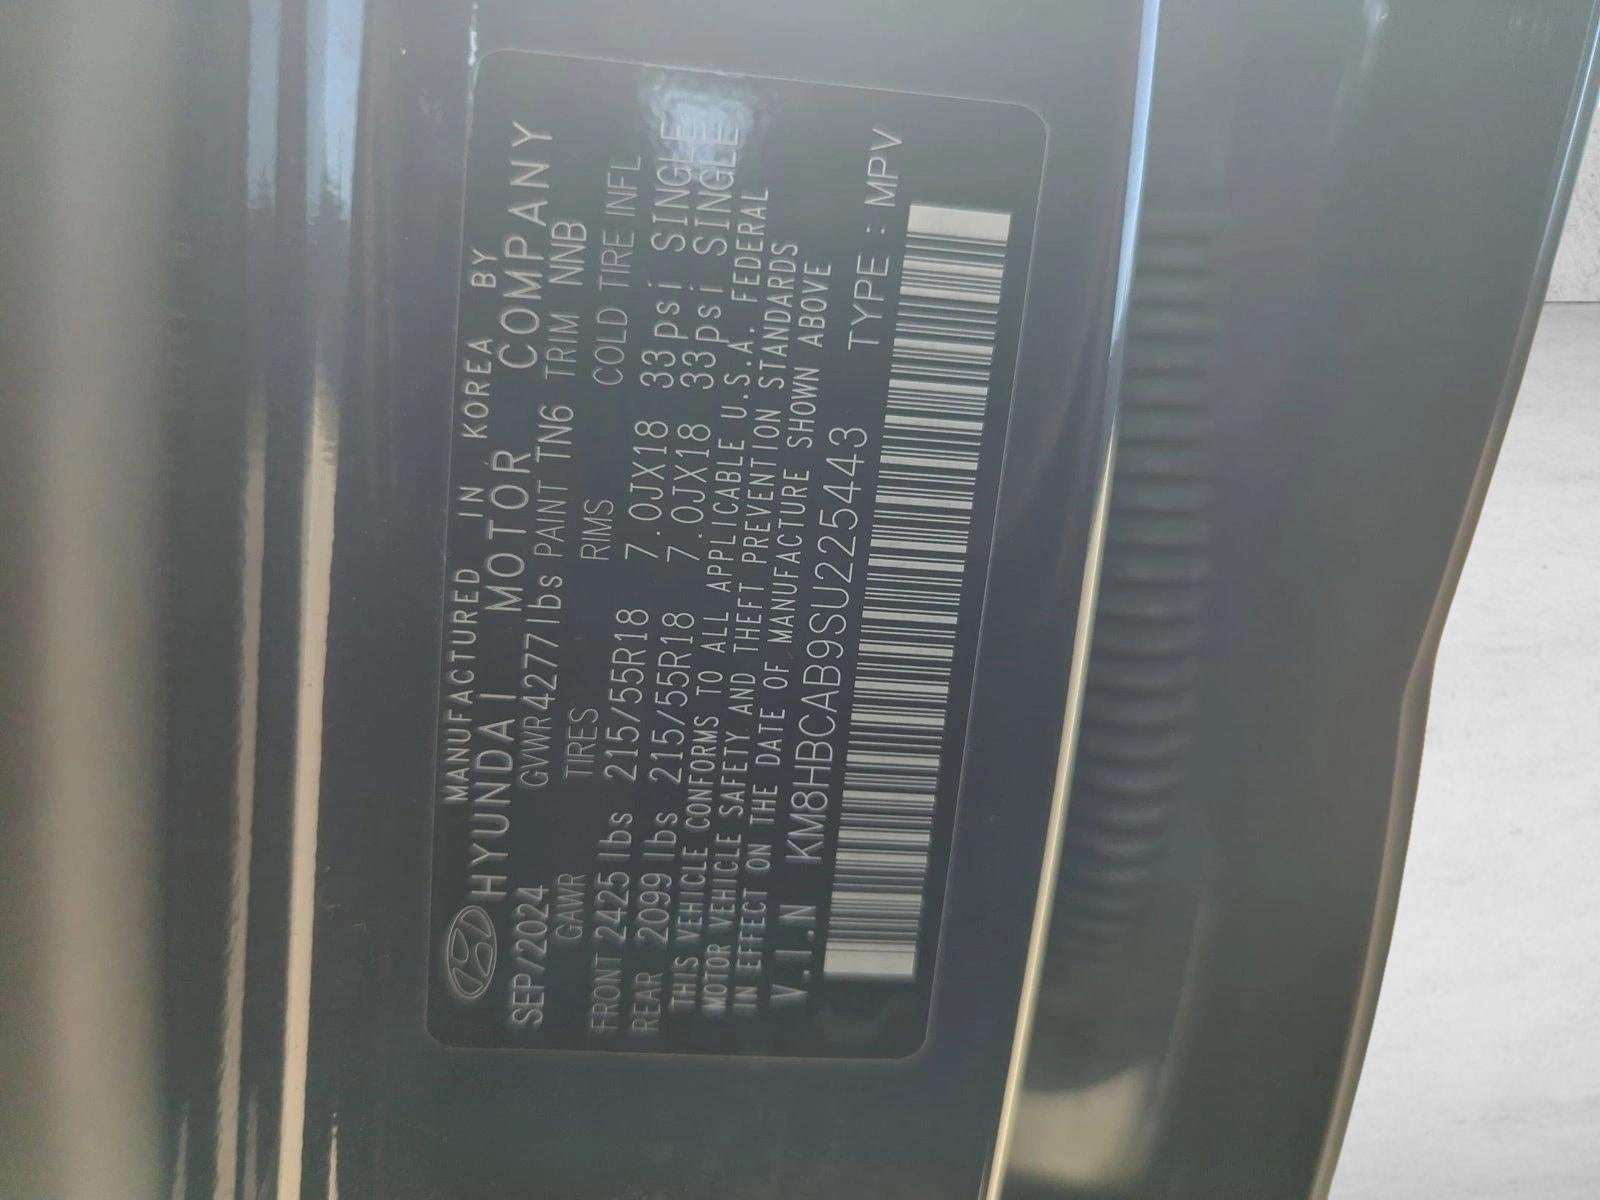 MANUFACTURED IN KOREA BY
HYUNDAI MOTOR COMPANY
SEP/2024 GVWR4277lbs PAINT TN6 TRIM NNB
GAWR TIRES RIMS COLD TIRE INFL
FRONT 2425lbs 215/55R18 7.0JX18 33psi SINGLE
REAR 2099lbs 215/55R18 7.0JX18 33psi SINGLE
THIS VEHICLE CONFORMS TO ALL APPLICABLE U.S.A. FEDERAL
MOTOR VEHICLE SAFETY AND THEFT PREVENTION STANDARDS
IN EFFECT ON THE DATE OF MANUFACTURE SHOWN ABOVE
V.I.N KM8HBCAB9SU225443 TYPE : MPV